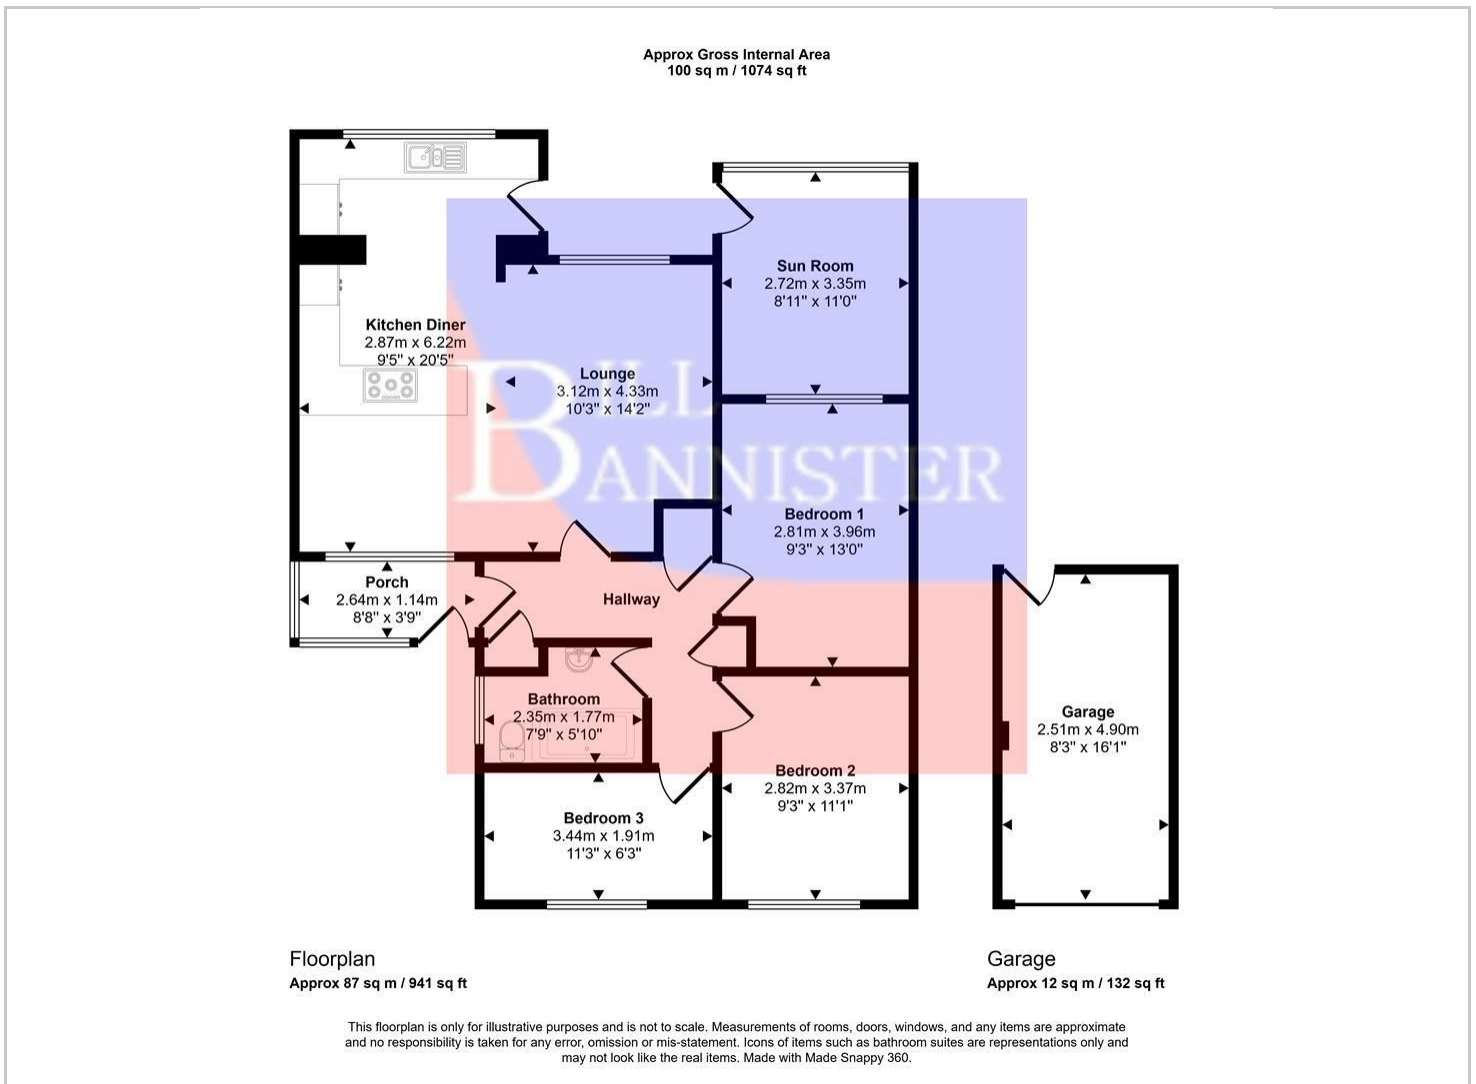 Approx Gross Internal Area
100 sq m / 1074 sq ft
Sun Room
2.72m x 3.35m
8'11" x 11'0"
Kitchen Diner
2.87m x 6.22m
9'5" x 20'5"
Lounge
3.12m x 4.33m
10'3" x 14'2"
BILL
BANNISTER
Bedroom 1
2.81m x 3.96m
9'3" x 13'0"
Porch
2.64m x 1.14m
8'8" x 3'9"
Hallway
Bathroom
2.35m x 1.77m
7'9" x 5'10"
Garage
2.51m x 4.90m
8'3" x 16'1"
Bedroom 2
2.82m x 3.37m
9'3" x 11'1"
Bedroom 3
3.44m x 1.91m
11'3" x 6'3"
Floorplan
Approx 87 sq m / 941 sq ft
Garage
Approx 12 sq m / 132 sq ft
This floorplan is only for illustrative purposes and is not to scale. Measurements of rooms, doors, windows, and any items are approximate
and no responsibility is taken for any error, omission or mis-statement. Icons of items such as bathroom suites are representations only and
may not look like the real items. Made with Made Snappy 360.